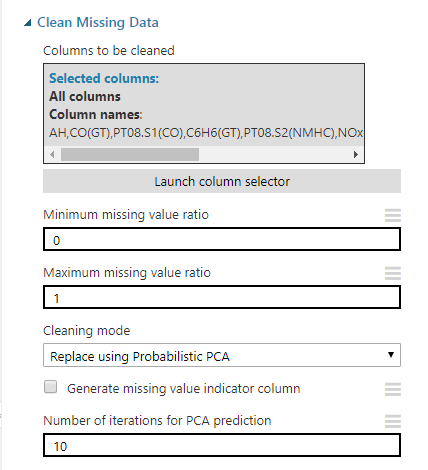 Clean Missing Data
Columns to be cleaned
Selected columns:
All columns
Column names:
AH,CO(GT),PT08.S1(CO),C6H6(GT),PT08.S2(NMHC),NOx
Launch column selector
Minimum missing value ratio
0
Maximum missing value ratio
1
Cleaning mode
Replace using Probabilistic PCA
Generate missing value indicator column
Number of iterations for PCA prediction
10